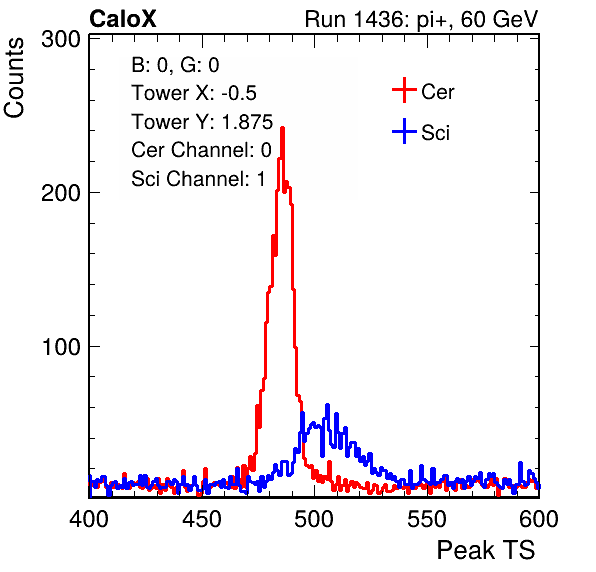 CaloX
Run 1436: pi+, 60 GeV
Counts
300
200
100
B: 0, G: 0
Tower X: -0.5
Tower Y: 1.875
Cer Channel: 0
Sci Channel: 1
Cer
Sci
400
450
500
550
600
Peak TS